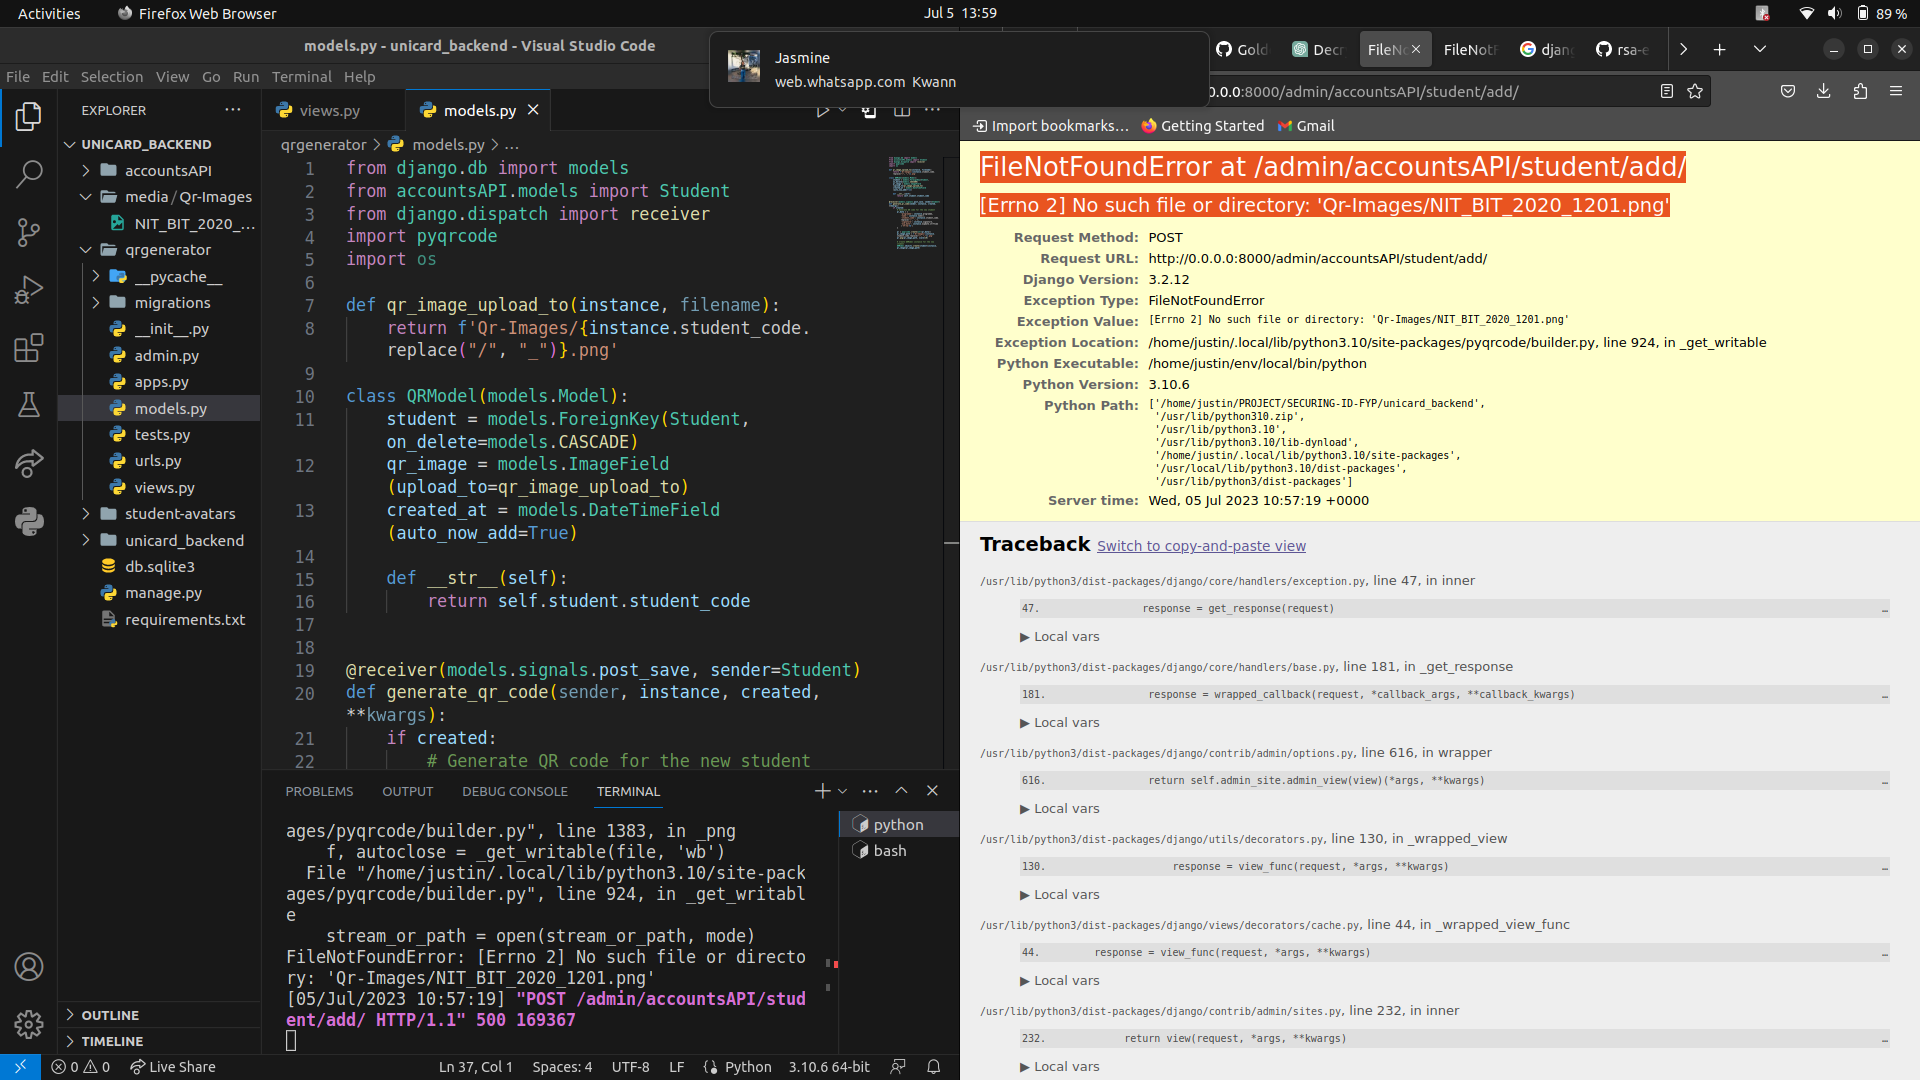 Activities
Firefox Web Browser
Jul 5 13:59
89 %
models.py - unicard_backend - Visual Studio Code
File Edit Selection View Go Run Terminal Help
Jasmine
web.whatsapp.com Kwann
Gold
Decr
FileNo
FileNotF
djan
rsa-e
0.0:8000/admin/accountsAPI/student/add/
Import bookmarks...
Getting Started
Gmail
EXPLORER
UNICARD_BACKEND
accountsAPI
media/Qr-Images
NIT_BIT_2020_...
qrgenerator
__pycache__
migrations
__init__.py
admin.py
apps.py
models.py
tests.py
urls.py
views.py
student-avatars
unicard_backend
db.sqlite3
manage.py
requirements.txt
OUTLINE
TIMELINE
views.py
models.py
qrgenerator > models.py > ...
1 from django.db import models
2 from accountsAPI.models import Student
3 from django.dispatch import receiver
4 import pyqrcode
5 import os
6
7 def qr_image_upload_to(instance, filename):
8 return f'Qr-Images/{instance.student_code.
replace("/", "_")}.png'
9
10 class QRModel(models.Model):
11 student = models.ForeignKey(Student,
on_delete=models.CASCADE)
12 qr_image = models.ImageField
(upload_to=qr_image_upload_to)
13 created_at = models.DateTimeField
(auto_now_add=True)
14
15 def __str__(self):
16 return self.student.student_code
17
18
19 @receiver(models.signals.post_save, sender=Student)
20 def generate_qr_code(sender, instance, created,
**kwargs):
21 if created:
22 # Generate QR code for the new student
PROBLEMS OUTPUT DEBUG CONSOLE TERMINAL
python
bash
ages/pyqrcode/builder.py", line 1383, in _png
f, autoclose = _get_writable(file, 'wb')
File "/home/justin/.local/lib/python3.10/site-pack
ages/pyqrcode/builder.py", line 924, in _get_writabl
e
stream_or_path = open(stream_or_path, mode)
FileNotFoundError: [Errno 2] No such file or directo
ry: 'Qr-Images/NIT_BIT_2020_1201.png'
[05/Jul/2023 10:57:19] "POST /admin/accountsAPI/stud
ent/add/ HTTP/1.1" 500 169367
0 0 Live Share
Ln 37, Col 1 Spaces: 4 UTF-8 LF Python 3.10.6 64-bit
FileNotFoundError at /admin/accountsAPI/student/add/
[Errno 2] No such file or directory: 'Qr-Images/NIT_BIT_2020_1201.png'
Request Method: POST
Request URL: http://0.0.0.0:8000/admin/accountsAPI/student/add/
Django Version: 3.2.12
Exception Type: FileNotFoundError
Exception Value: [Errno 2] No such file or directory: 'Qr-Images/NIT_BIT_2020_1201.png'
Exception Location: /home/justin/.local/lib/python3.10/site-packages/pyqrcode/builder.py, line 924, in _get_writable
Python Executable: /home/justin/env/local/bin/python
Python Version: 3.10.6
Python Path: ['/home/justin/PROJECT/SECURING-ID-FYP/unicard_backend',
'/usr/lib/python310.zip',
'/usr/lib/python3.10',
'/usr/lib/python3.10/lib-dynload',
'/home/justin/.local/lib/python3.10/site-packages',
'/usr/local/lib/python3.10/dist-packages',
'/usr/lib/python3/dist-packages']
Server time: Wed, 05 Jul 2023 10:57:19 +0000
Traceback Switch to copy-and-paste view
/usr/lib/python3/dist-packages/django/core/handlers/exception.py, line 47, in inner
47. response = get_response(request) …
▶ Local vars
/usr/lib/python3/dist-packages/django/core/handlers/base.py, line 181, in _get_response
181. response = wrapped_callback(request, *callback_args, **callback_kwargs) …
▶ Local vars
/usr/lib/python3/dist-packages/django/contrib/admin/options.py, line 616, in wrapper
616. return self.admin_site.admin_view(view)(*args, **kwargs) …
▶ Local vars
/usr/lib/python3/dist-packages/django/utils/decorators.py, line 130, in _wrapped_view
130. response = view_func(request, *args, **kwargs) …
▶ Local vars
/usr/lib/python3/dist-packages/django/views/decorators/cache.py, line 44, in _wrapped_view_func
44. response = view_func(request, *args, **kwargs) …
▶ Local vars
/usr/lib/python3/dist-packages/django/contrib/admin/sites.py, line 232, in inner
232. return view(request, *args, **kwargs) …
▶ Local vars